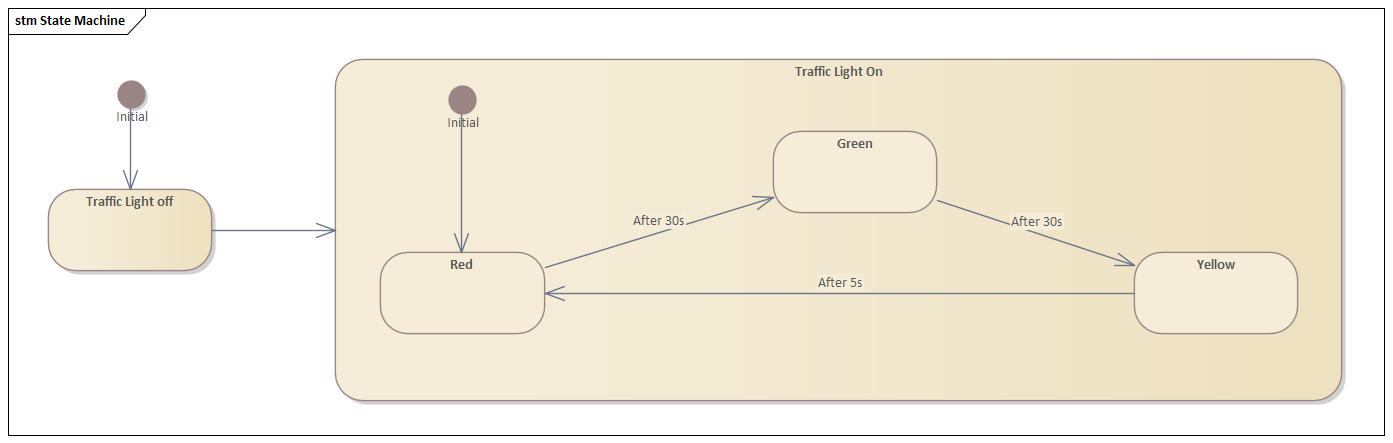 stm State Machine
Traffic Light On
Initial
Initial
Green
Traffic Light off
After 30s
After 30s
Red
Yellow
After 5s